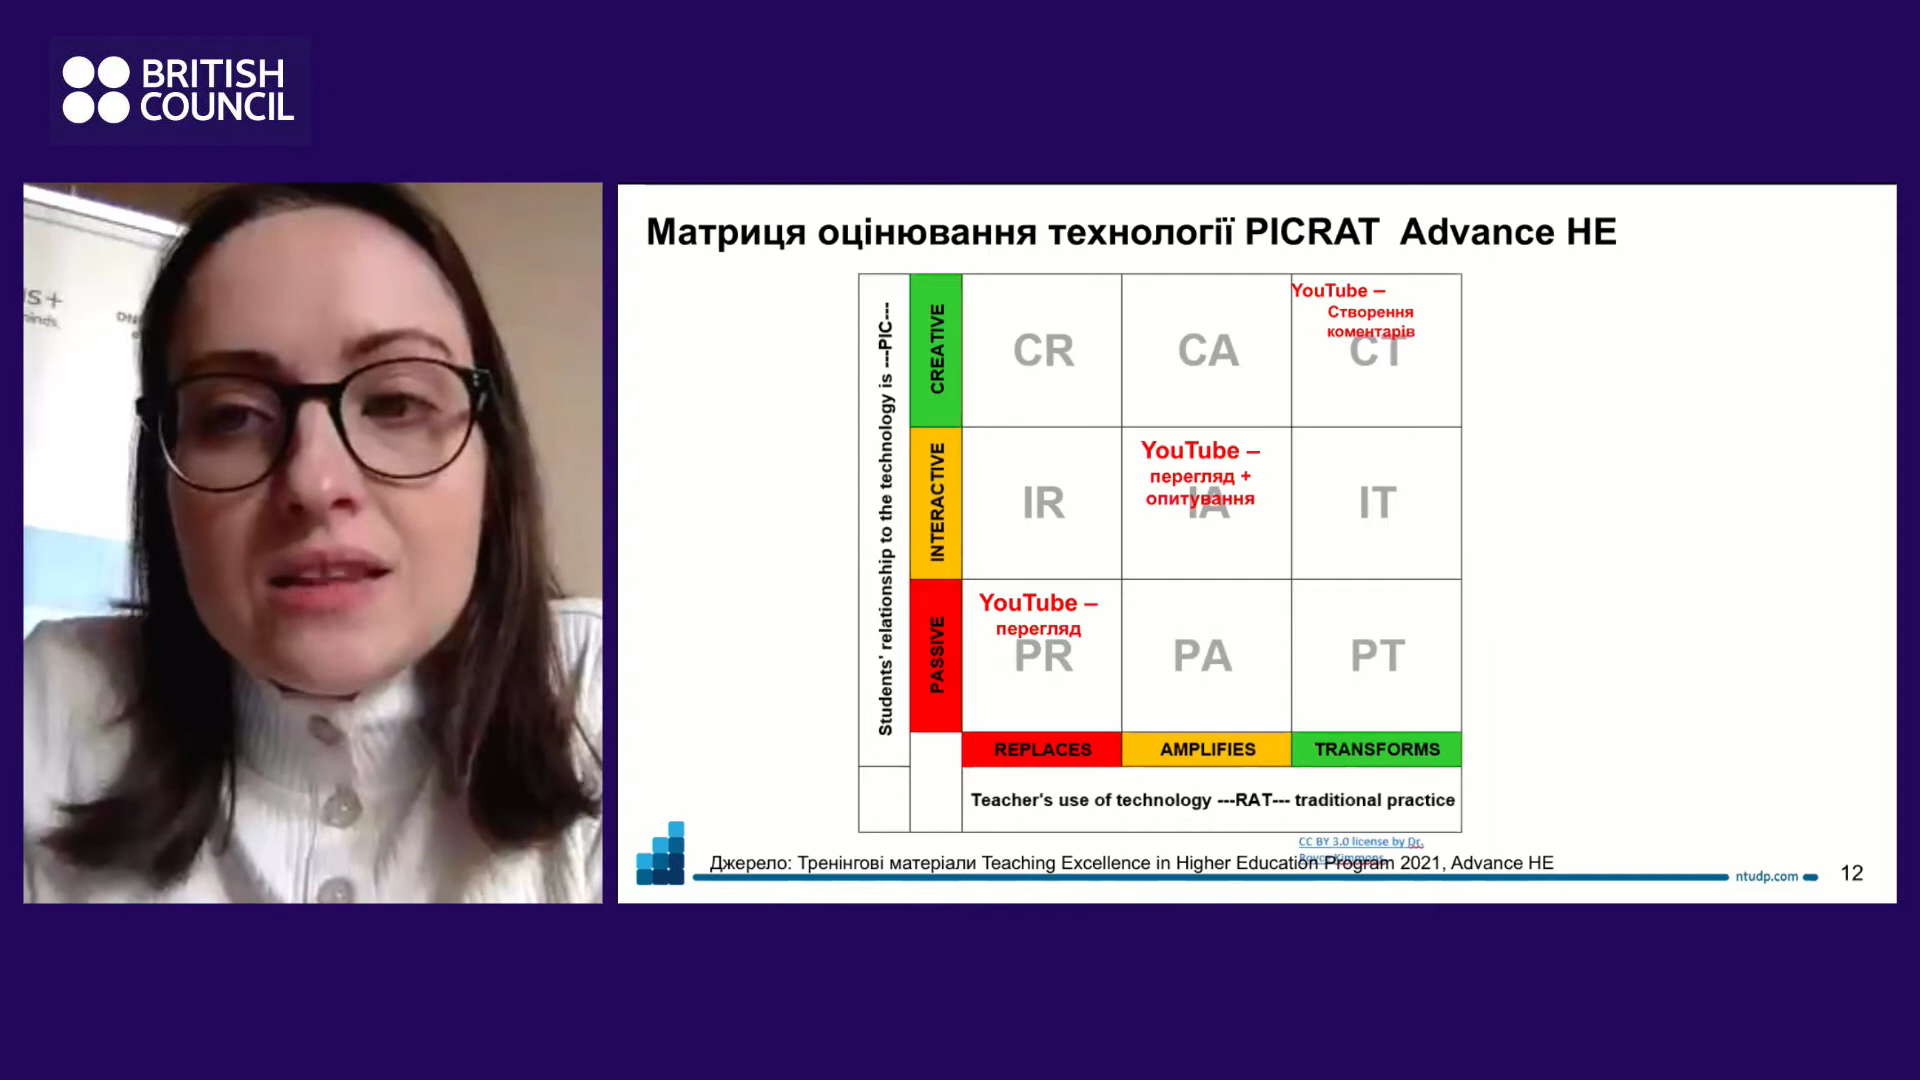 BRITISH
COUNCIL
Матриця оцінювання технології PICRAT Advance HE
Students' relationship to the technology is ---PIC---
CREATIVE
CR
CA
YouTube –
Створення
коментарів
CT
INTERACTIVE
IR
YouTube –
перегляд +
опитування
IA
IT
PASSIVE
YouTube –
перегляд
PR
PA
PT
REPLACES
AMPLIFIES
TRANSFORMS
Teacher's use of technology ---RAT--- traditional practice
CC BY 3.0 license by Dr.
Royce Kimmons
Джерело: Тренінгові матеріали Teaching Excellence in Higher Education Program 2021, Advance HE
ntudp.com
12